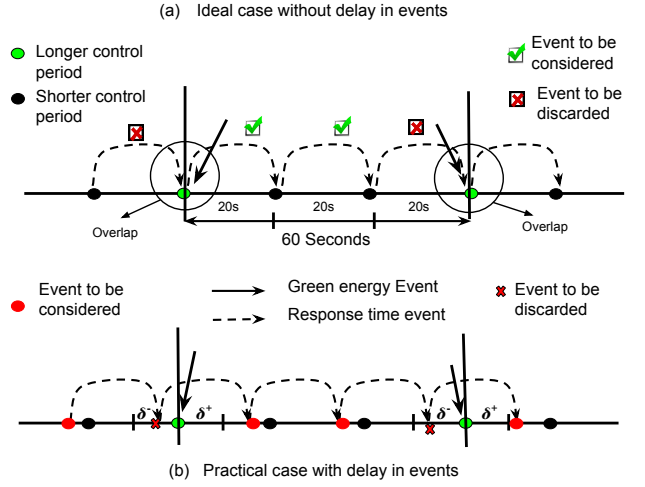 (a) Ideal case without delay in events
Longer control
period
Shorter control
period
Event to be
considered
Event to be
discarded
Overlap
20s
20s
20s
60 Seconds
Overlap
Event to be
considered
Green energy Event
Response time event
Event to be
discarded
δ- δ+
δ- δ+
(b) Practical case with delay in events